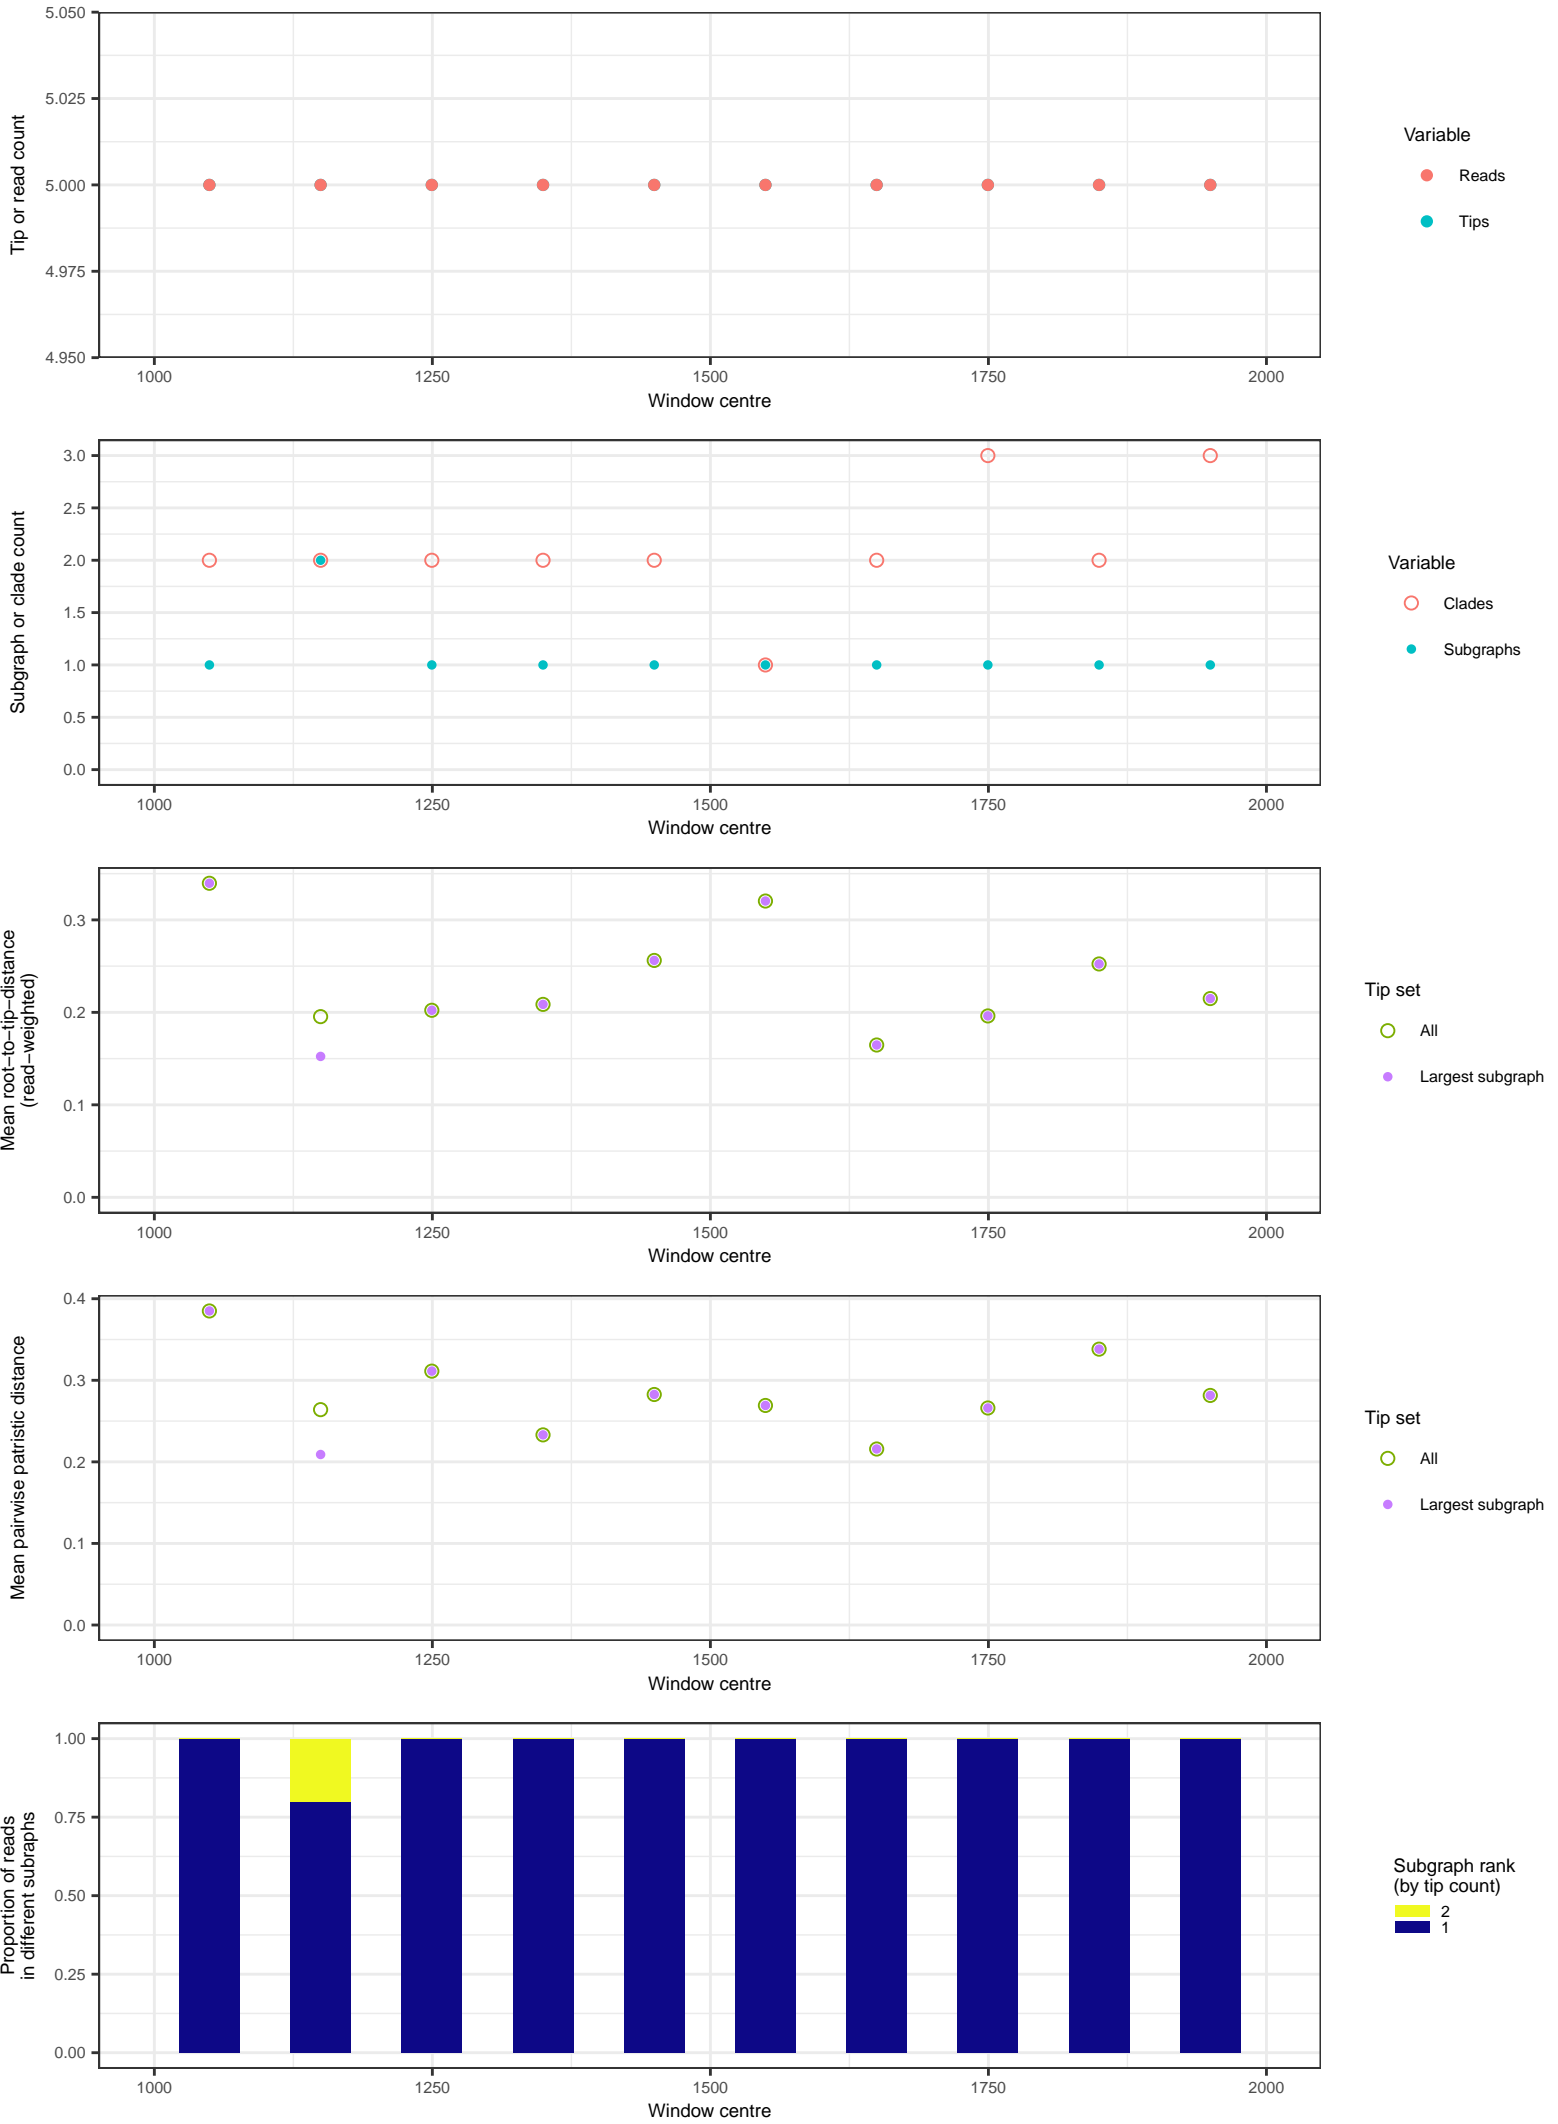 5.050
5.025
5.000
4.975
4.950
Tip or read count
1000 1250 1500 1750 2000
Window centre
Variable
Reads
Tips
3.0
2.5
2.0
1.5
1.0
0.5
0.0
Subgraph or clade count
1000 1250 1500 1750 2000
Window centre
Variable
Clades
Subgraphs
0.3
0.2
0.1
0.0
Mean root−to−tip−distance
(read−weighted)
1000 1250 1500 1750 2000
Window centre
Tip set
All
Largest subgraph
0.4
0.3
0.2
0.1
0.0
Mean pairwise patristic distance
1000 1250 1500 1750 2000
Window centre
Tip set
All
Largest subgraph
1.00
0.75
0.50
0.25
0.00
Proportion of reads
in different subraphs
1000 1250 1500 1750 2000
Window centre
Subgraph rank
(by tip count)
2
1